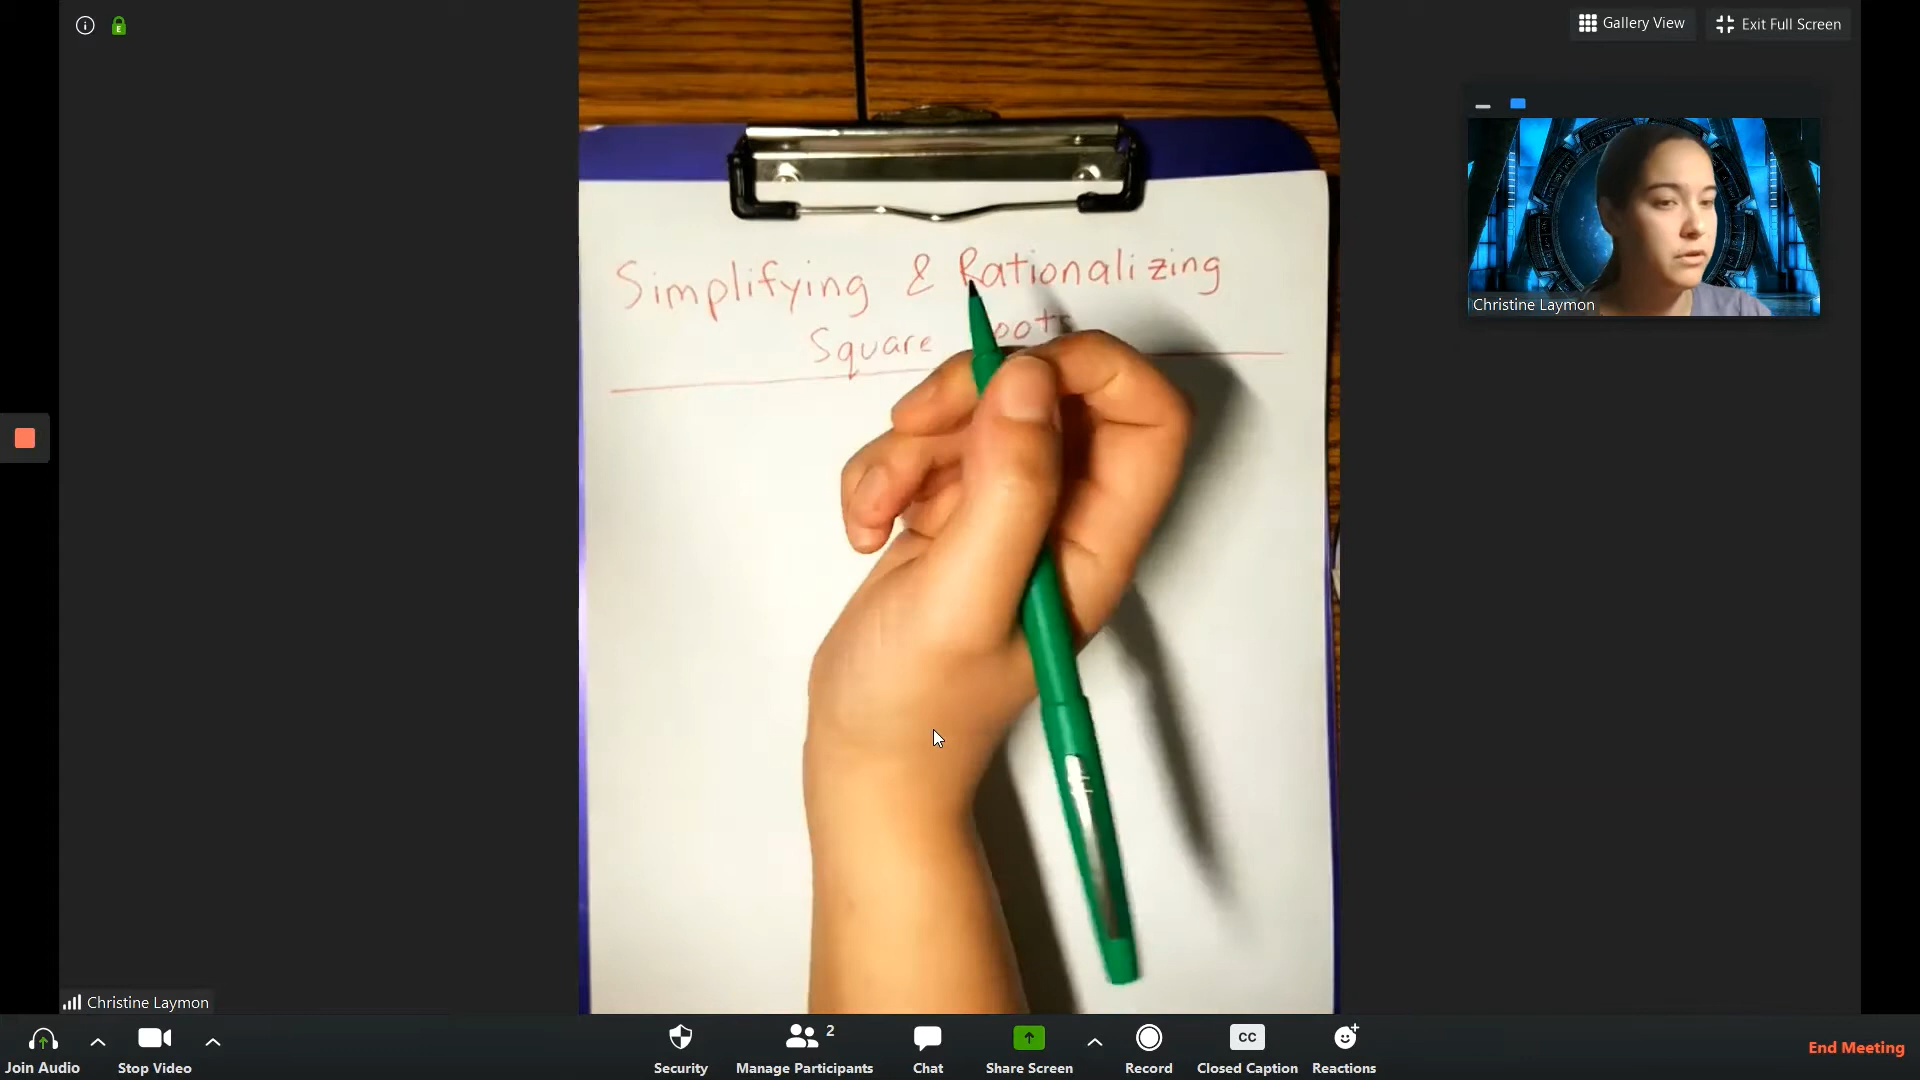 Gallery View
Exit Full Screen
Christine Laymon
Simplifying & Rationalizing
Square
Christine Laymon
Join Audio
Stop Video
Security
Manage Participants
2
Chat
Share Screen
Record
CC
Closed Caption
Reactions
End Meeting